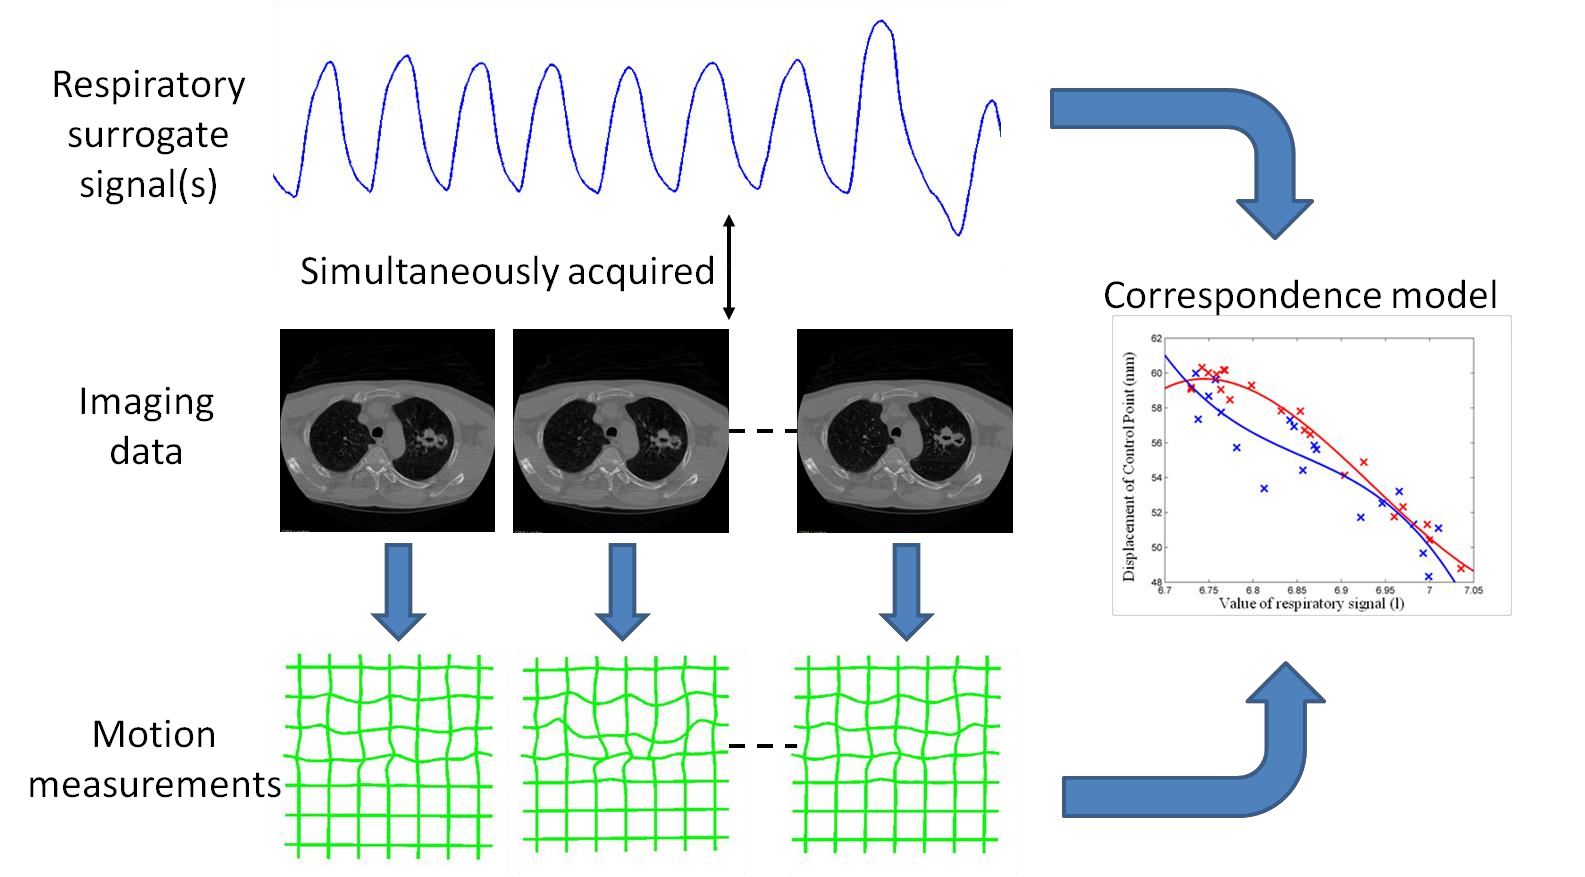 Respiratory
surrogate
signal(s)
Simultaneously acquired
Imaging
data
Motion
measurements
Correspondence model
Displacement of Control Point (mm)
62
60
58
56
54
52
50
48
6.7 6.75 6.8 6.85 6.9 6.95 7 7.05
Value of respiratory signal (l)